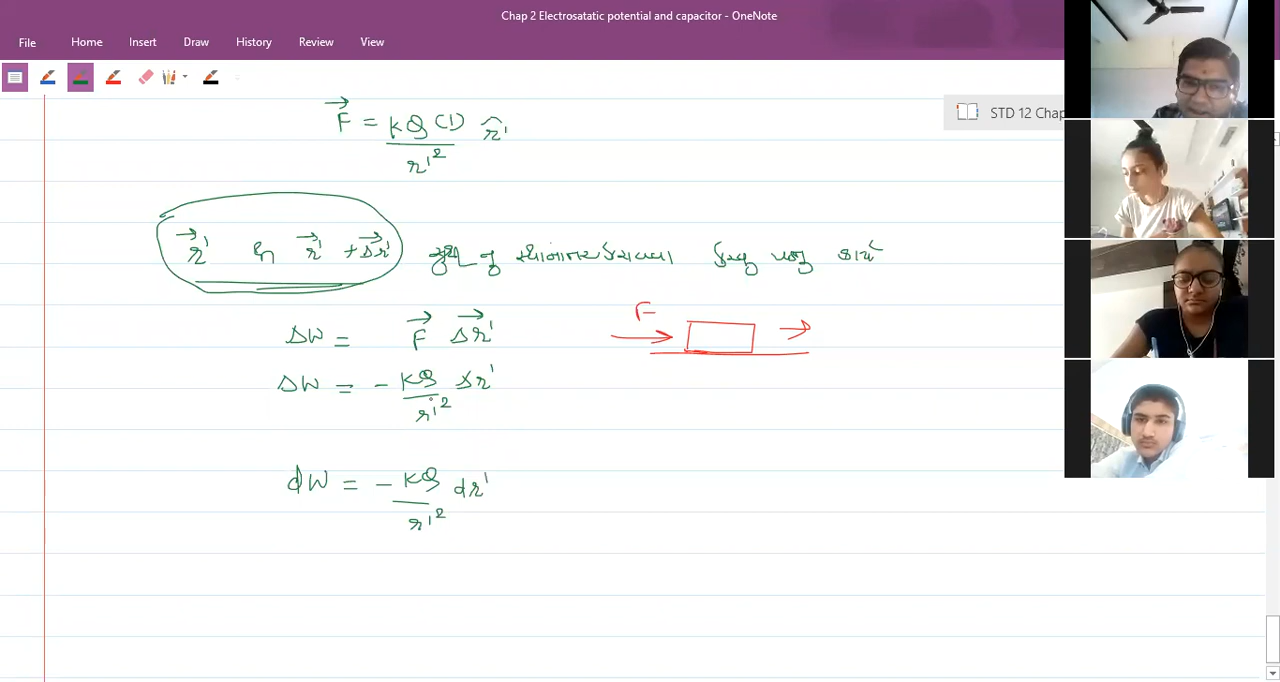 Chap 2 Electrosatatic potential and capacitor - OneNote
File Home Insert Draw History Review View
STD 12 Chap
F⃗ = kQ(1)/r'² r̂'
r⃗' થી r⃗' + Δr⃗' સુધી
F
ΔW = F⃗ Δr⃗'
ΔW = - kQ/r'² Δr'
dW = - kQ/r'² dr'